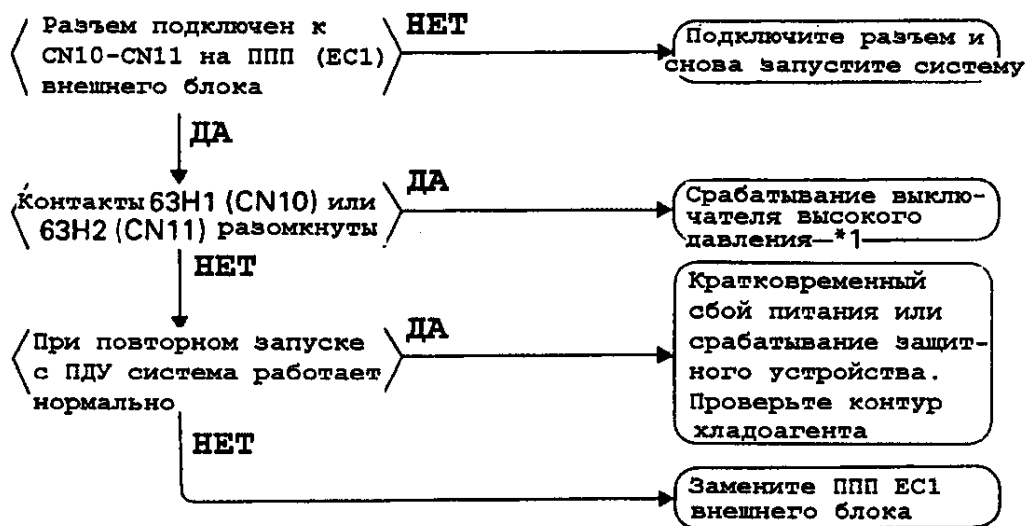 Разъем подключен к
CN10-CN11 на ППП (EC1)
внешнего блока
НЕТ
Подключите разъем и
снова запустите систему
ДА
Контакты 63H1 (CN10) или
63H2 (CN11) разомкнуты
ДА
Срабатывание выклю-
чателя высокого
давления—*1
НЕТ
При повторном запуске
с ПДУ система работает
нормально
ДА
Кратковременный
сбой питания или
срабатывание защит-
ного устройства.
Проверьте контур
хладоагента
НЕТ
Замените ППП EC1
внешнего блока